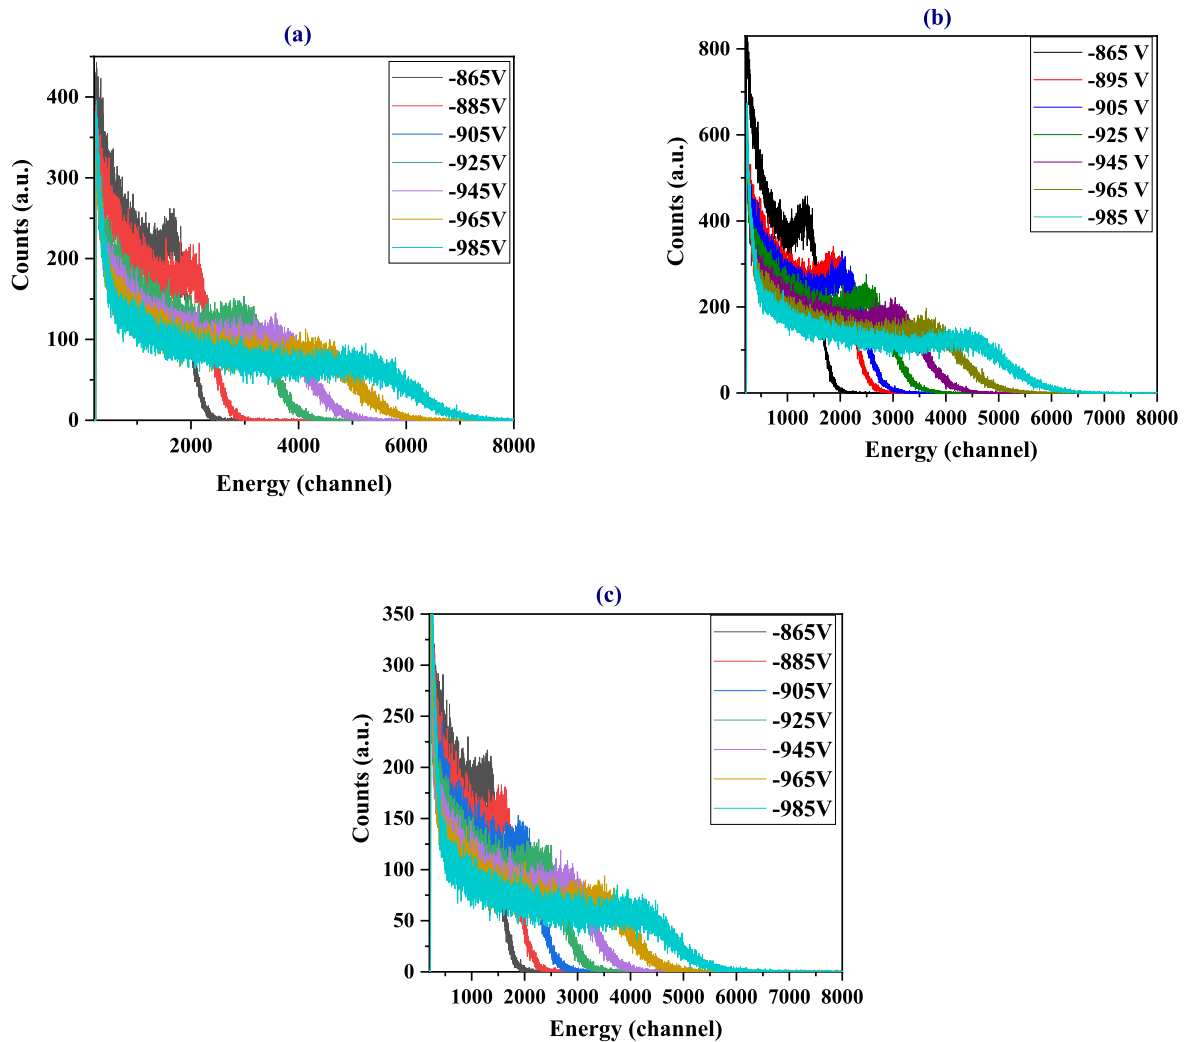 (a)
-865V
-885V
-905V
-925V
-945V
-965V
-985V
400
300
200
100
0
2000 4000 6000 8000
Counts (a.u.)
Energy (channel)
(b)
-865 V
-895 V
-905 V
-925 V
-945 V
-965 V
-985 V
800
600
400
200
0
1000 2000 3000 4000 5000 6000 7000 8000
Counts (a.u.)
Energy (channel)
(c)
-865V
-885V
-905V
-925V
-945V
-965V
-985V
350
300
250
200
150
100
50
0
1000 2000 3000 4000 5000 6000 7000 8000
Counts (a.u.)
Energy (channel)